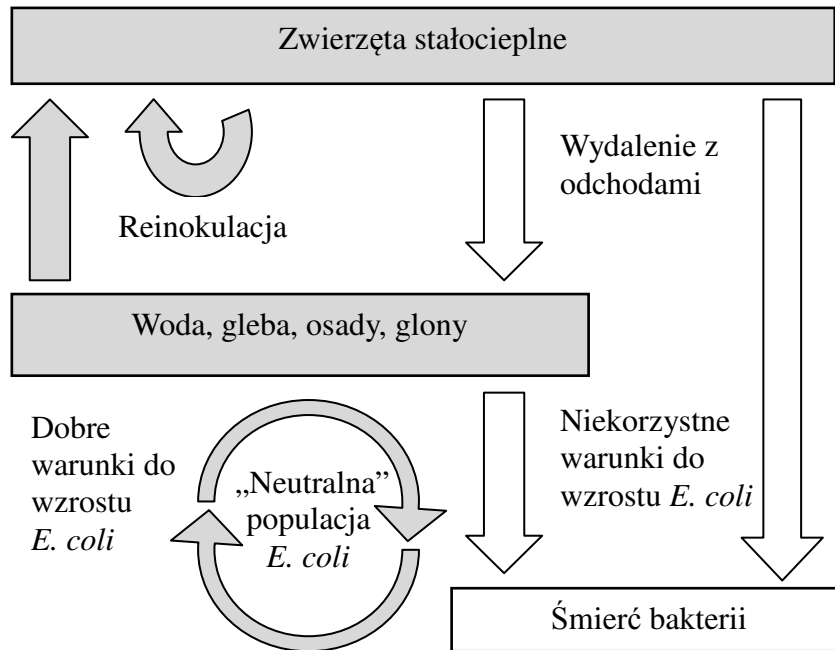 Zwierzęta stałocieplne
Wydalenie z
odchodami
Reinokulacja
Woda, gleba, osady, glony
Dobre
warunki do
wzrostu
E. coli
„Neutralna”
populacja
E. coli
Niekorzystne
warunki do
wzrostu E. coli
Śmierć bakterii